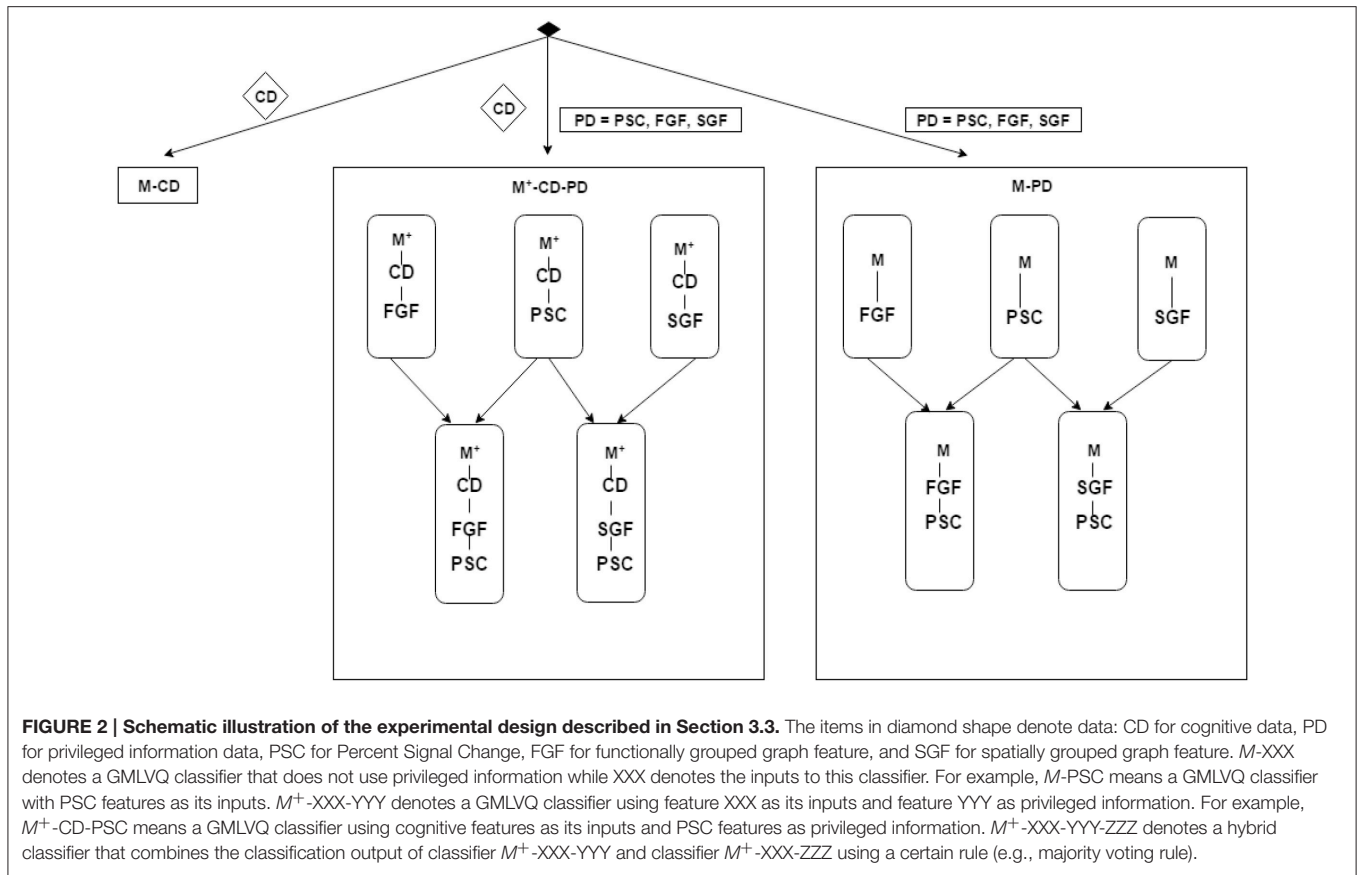 CD
CD
PD = PSC, FGF, SGF
PD = PSC, FGF, SGF
M-CD
M⁺-CD-PD
M⁺
CD
FGF
M⁺
CD
PSC
M⁺
CD
SGF
M⁺
CD
FGF
PSC
M⁺
CD
SGF
PSC
M-PD
M
FGF
M
PSC
M
SGF
M
FGF
PSC
M
SGF
PSC
FIGURE 2 | Schematic illustration of the experimental design described in Section 3.3. The items in diamond shape denote data: CD for cognitive data, PD
for privileged information data, PSC for Percent Signal Change, FGF for functionally grouped graph feature, and SGF for spatially grouped graph feature. M-XXX
denotes a GMLVQ classifier that does not use privileged information while XXX denotes the inputs to this classifier. For example, M-PSC means a GMLVQ classifier
with PSC features as its inputs. M⁺-XXX-YYY denotes a GMLVQ classifier using feature XXX as its inputs and feature YYY as privileged information. For example,
M⁺-CD-PSC means a GMLVQ classifier using cognitive features as its inputs and PSC features as privileged information. M⁺-XXX-YYY-ZZZ denotes a hybrid
classifier that combines the classification output of classifier M⁺-XXX-YYY and classifier M⁺-XXX-ZZZ using a certain rule (e.g., majority voting rule).